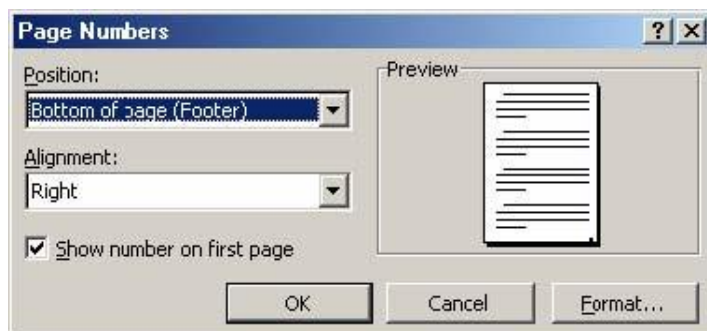 Page Numbers
Position:
Bottom of page (Footer)
Alignment:
Right
Show number on first page
Preview
OK Cancel Format...